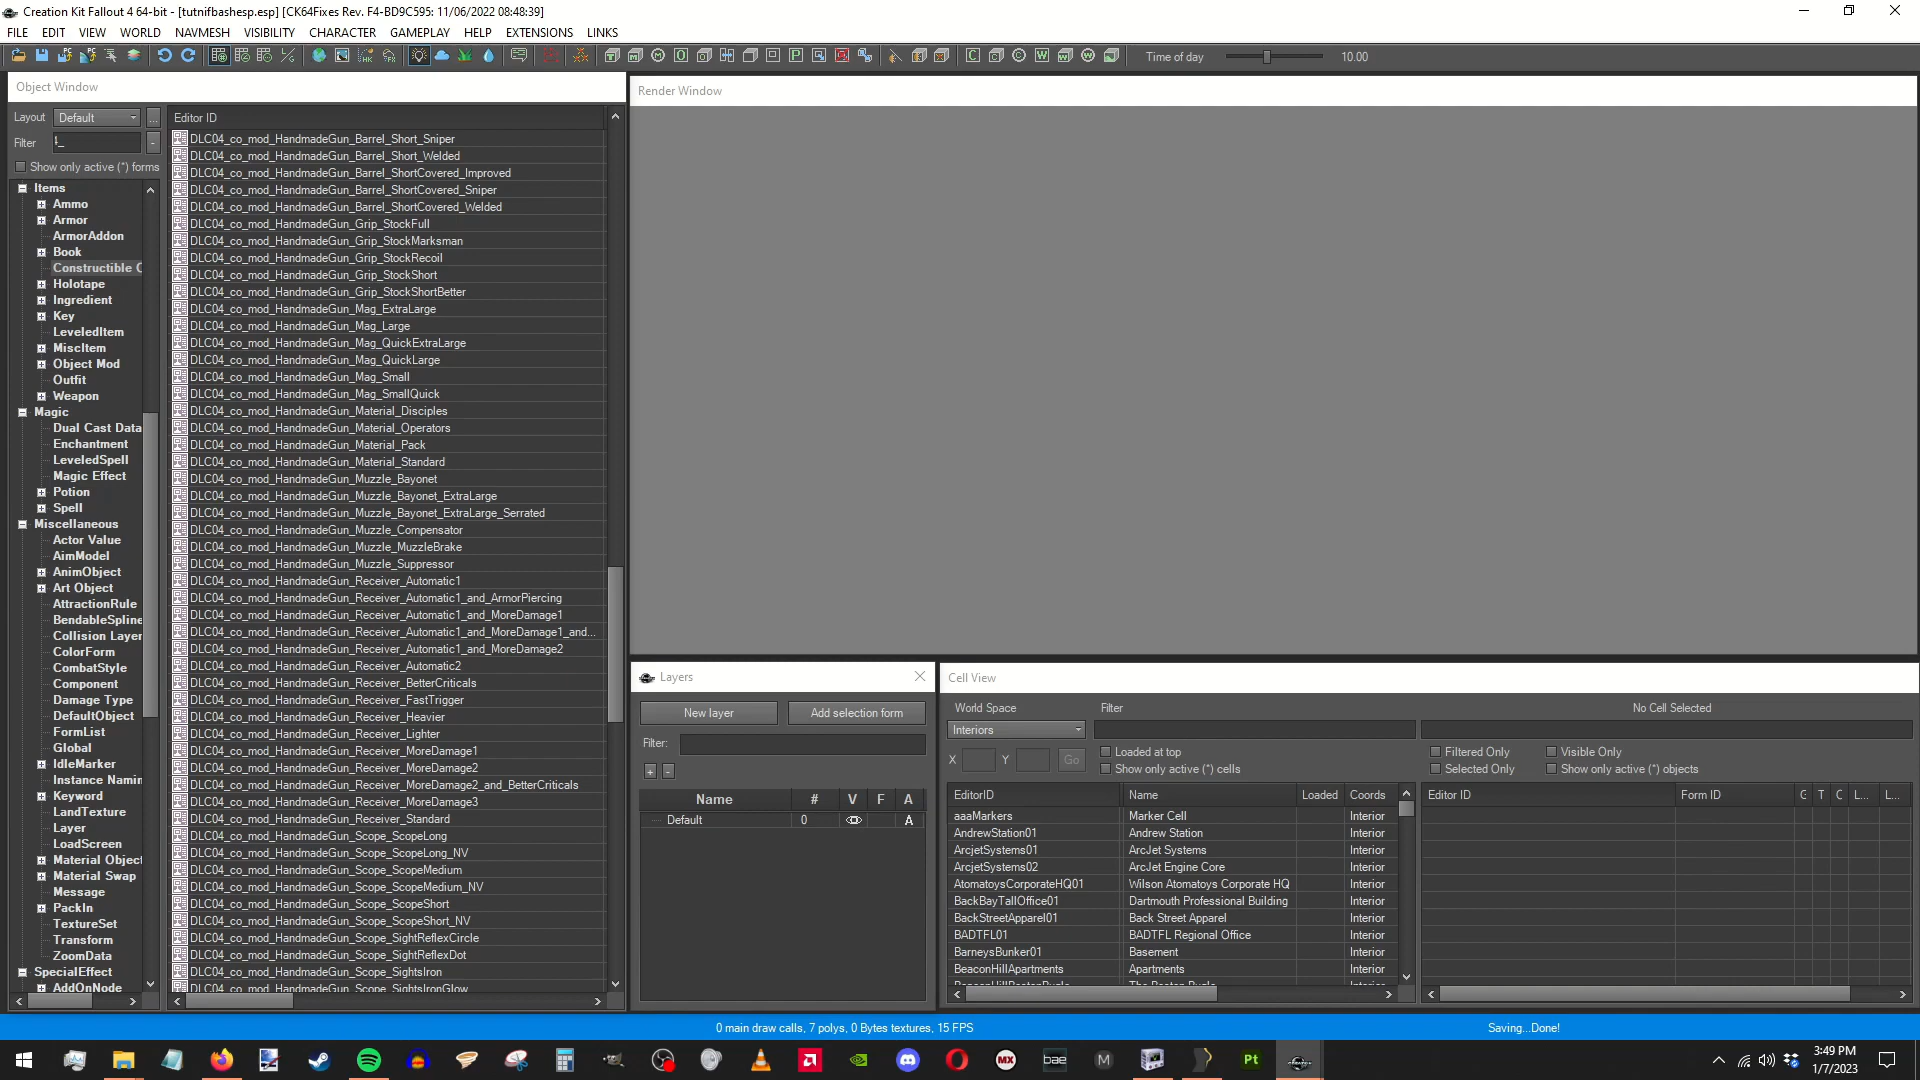 Creation Kit Fallout 4 64-bit - [tutnifbashesp.esp] [CK64Fixes Rev. F4-BD9C595: 11/06/2022 08:48:39]
FILE EDIT VIEW WORLD NAVMESH VISIBILITY CHARACTER GAMEPLAY HELP EXTENSIONS LINKS
Time of day 10.00
Object Window
Layout Default ...
Filter -
Show only active (*) forms
Items
Ammo
Armor
ArmorAddon
Book
Constructible C
Holotape
Ingredient
Key
LeveledItem
MiscItem
Object Mod
Outfit
Weapon
Magic
Dual Cast Data
Enchantment
LeveledSpell
Magic Effect
Potion
Spell
Miscellaneous
Actor Value
AimModel
AnimObject
Art Object
AttractionRule
BendableSpline
Collision Layer
ColorForm
CombatStyle
Component
Damage Type
DefaultObject
FormList
Global
IdleMarker
Instance Namin
Keyword
LandTexture
Layer
LoadScreen
Material Object
Material Swap
Message
PackIn
TextureSet
Transform
ZoomData
SpecialEffect
AddOnNode
Editor ID
DLC04_co_mod_HandmadeGun_Barrel_Short_Sniper
DLC04_co_mod_HandmadeGun_Barrel_Short_Welded
DLC04_co_mod_HandmadeGun_Barrel_ShortCovered_Improved
DLC04_co_mod_HandmadeGun_Barrel_ShortCovered_Sniper
DLC04_co_mod_HandmadeGun_Barrel_ShortCovered_Welded
DLC04_co_mod_HandmadeGun_Grip_StockFull
DLC04_co_mod_HandmadeGun_Grip_StockMarksman
DLC04_co_mod_HandmadeGun_Grip_StockRecoil
DLC04_co_mod_HandmadeGun_Grip_StockShort
DLC04_co_mod_HandmadeGun_Grip_StockShortBetter
DLC04_co_mod_HandmadeGun_Mag_ExtraLarge
DLC04_co_mod_HandmadeGun_Mag_Large
DLC04_co_mod_HandmadeGun_Mag_QuickExtraLarge
DLC04_co_mod_HandmadeGun_Mag_QuickLarge
DLC04_co_mod_HandmadeGun_Mag_Small
DLC04_co_mod_HandmadeGun_Mag_SmallQuick
DLC04_co_mod_HandmadeGun_Material_Disciples
DLC04_co_mod_HandmadeGun_Material_Operators
DLC04_co_mod_HandmadeGun_Material_Pack
DLC04_co_mod_HandmadeGun_Material_Standard
DLC04_co_mod_HandmadeGun_Muzzle_Bayonet
DLC04_co_mod_HandmadeGun_Muzzle_Bayonet_ExtraLarge
DLC04_co_mod_HandmadeGun_Muzzle_Bayonet_ExtraLarge_Serrated
DLC04_co_mod_HandmadeGun_Muzzle_Compensator
DLC04_co_mod_HandmadeGun_Muzzle_MuzzleBrake
DLC04_co_mod_HandmadeGun_Muzzle_Suppressor
DLC04_co_mod_HandmadeGun_Receiver_Automatic1
DLC04_co_mod_HandmadeGun_Receiver_Automatic1_and_ArmorPiercing
DLC04_co_mod_HandmadeGun_Receiver_Automatic1_and_MoreDamage1
DLC04_co_mod_HandmadeGun_Receiver_Automatic1_and_MoreDamage1_and...
DLC04_co_mod_HandmadeGun_Receiver_Automatic1_and_MoreDamage2
DLC04_co_mod_HandmadeGun_Receiver_Automatic2
DLC04_co_mod_HandmadeGun_Receiver_BetterCriticals
DLC04_co_mod_HandmadeGun_Receiver_FastTrigger
DLC04_co_mod_HandmadeGun_Receiver_Heavier
DLC04_co_mod_HandmadeGun_Receiver_Lighter
DLC04_co_mod_HandmadeGun_Receiver_MoreDamage1
DLC04_co_mod_HandmadeGun_Receiver_MoreDamage2
DLC04_co_mod_HandmadeGun_Receiver_MoreDamage2_and_BetterCriticals
DLC04_co_mod_HandmadeGun_Receiver_MoreDamage3
DLC04_co_mod_HandmadeGun_Receiver_Standard
DLC04_co_mod_HandmadeGun_Scope_ScopeLong
DLC04_co_mod_HandmadeGun_Scope_ScopeLong_NV
DLC04_co_mod_HandmadeGun_Scope_ScopeMedium
DLC04_co_mod_HandmadeGun_Scope_ScopeMedium_NV
DLC04_co_mod_HandmadeGun_Scope_ScopeShort
DLC04_co_mod_HandmadeGun_Scope_ScopeShort_NV
DLC04_co_mod_HandmadeGun_Scope_SightReflexCircle
DLC04_co_mod_HandmadeGun_Scope_SightReflexDot
DLC04_co_mod_HandmadeGun_Scope_SightsIron
DLC04_co_mod_HandmadeGun_Scope_SightsIronGlow
Render Window
Layers
New layer Add selection form
Filter:
+ -
Name # V F A
Default 0 A
Cell View
World Space Filter No Cell Selected
Interiors
X Y Go
Loaded at top
Show only active (*) cells
Filtered Only Visible Only
Selected Only Show only active (*) objects
EditorID Name Loaded Coords
aaaMarkers Marker Cell Interior
AndrewStation01 Andrew Station Interior
ArcjetSystems01 ArcJet Systems Interior
ArcjetSystems02 ArcJet Engine Core Interior
AtomatoysCorporateHQ01 Wilson Atomatoys Corporate HQ Interior
BackBayTallOffice01 Dartmouth Professional Building Interior
BackStreetApparel01 Back Street Apparel Interior
BADTFL01 BADTFL Regional Office Interior
BarneysBunker01 Basement Interior
BeaconHillApartments Apartments Interior
Editor ID Form ID C T C L... L...
0 main draw calls, 7 polys, 0 Bytes textures, 15 FPS
Saving...Done!
MX bae M Pt
3:49 PM
1/7/2023